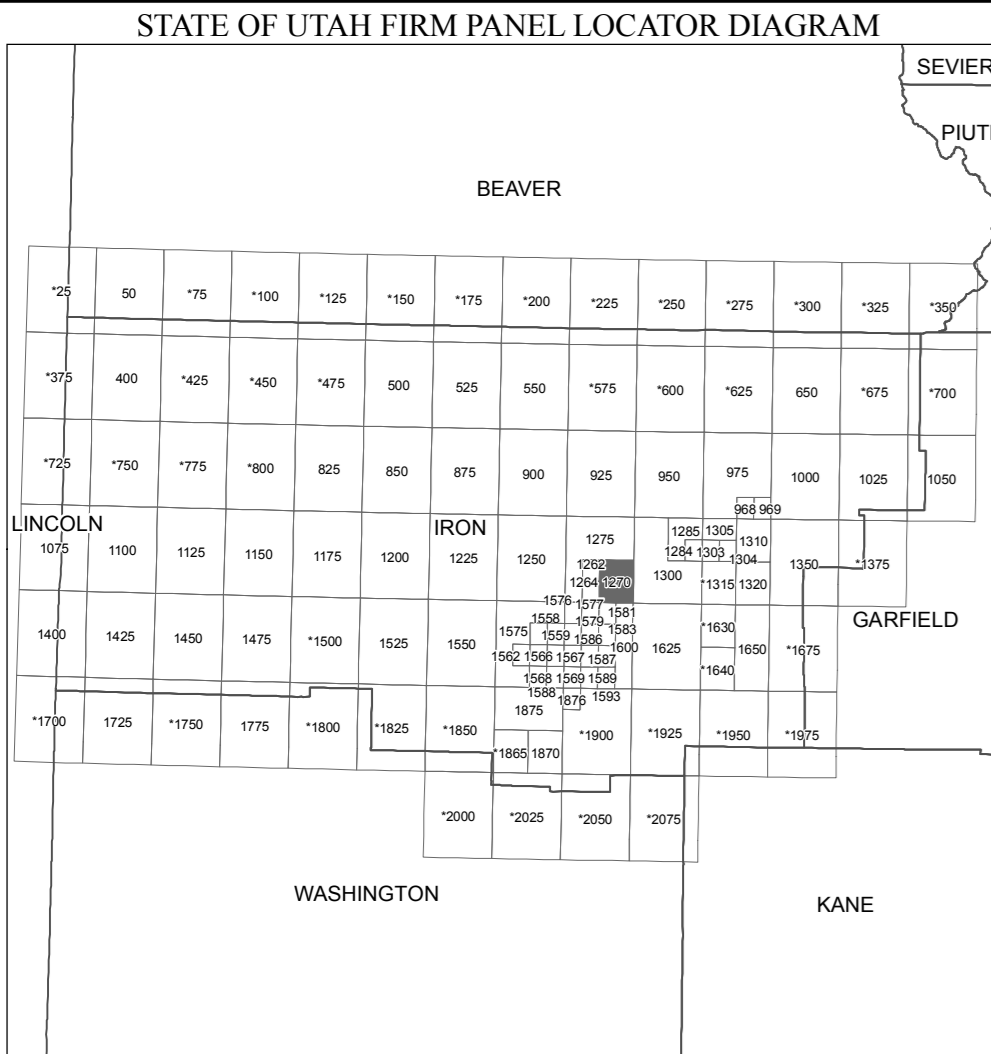 STATE OF UTAH FIRM PANEL LOCATOR DIAGRAM
SEVIER
PIUT
BEAVER
*25 50 *75 *100 *125 *150 *175 *200 *225 *250 *275 *300 *325 *350
*375 400 *425 *450 *475 500 525 550 *575 *600 *625 650 *675 *700
*725 *750 *775 *800 825 850 875 900 925 950 975 1000 1025 1050
968 969
LINCOLN IRON
1285 1305
1275 1310
1075 1100 1125 1150 1175 1200 1225 1250 1284 1303 1304
1262 1350 *1375
1264 1270 1300 *1315 1320
1576 1577
1581
1558 1579 GARFIELD
1400 1425 1450 1475 *1500 1525 1550 1575 1559 1586 1583 *1630
1600 1625 1650 *1675
1562 1566 1567 1587
*1640
1568 1569 1589
1588 1876 1593
*1700 1725 *1750 1775 *1800 *1825 *1850 1875 *1900 *1925 *1950 *1975
*1865 1870
*2000 *2025 *2050 *2075
WASHINGTON
KANE